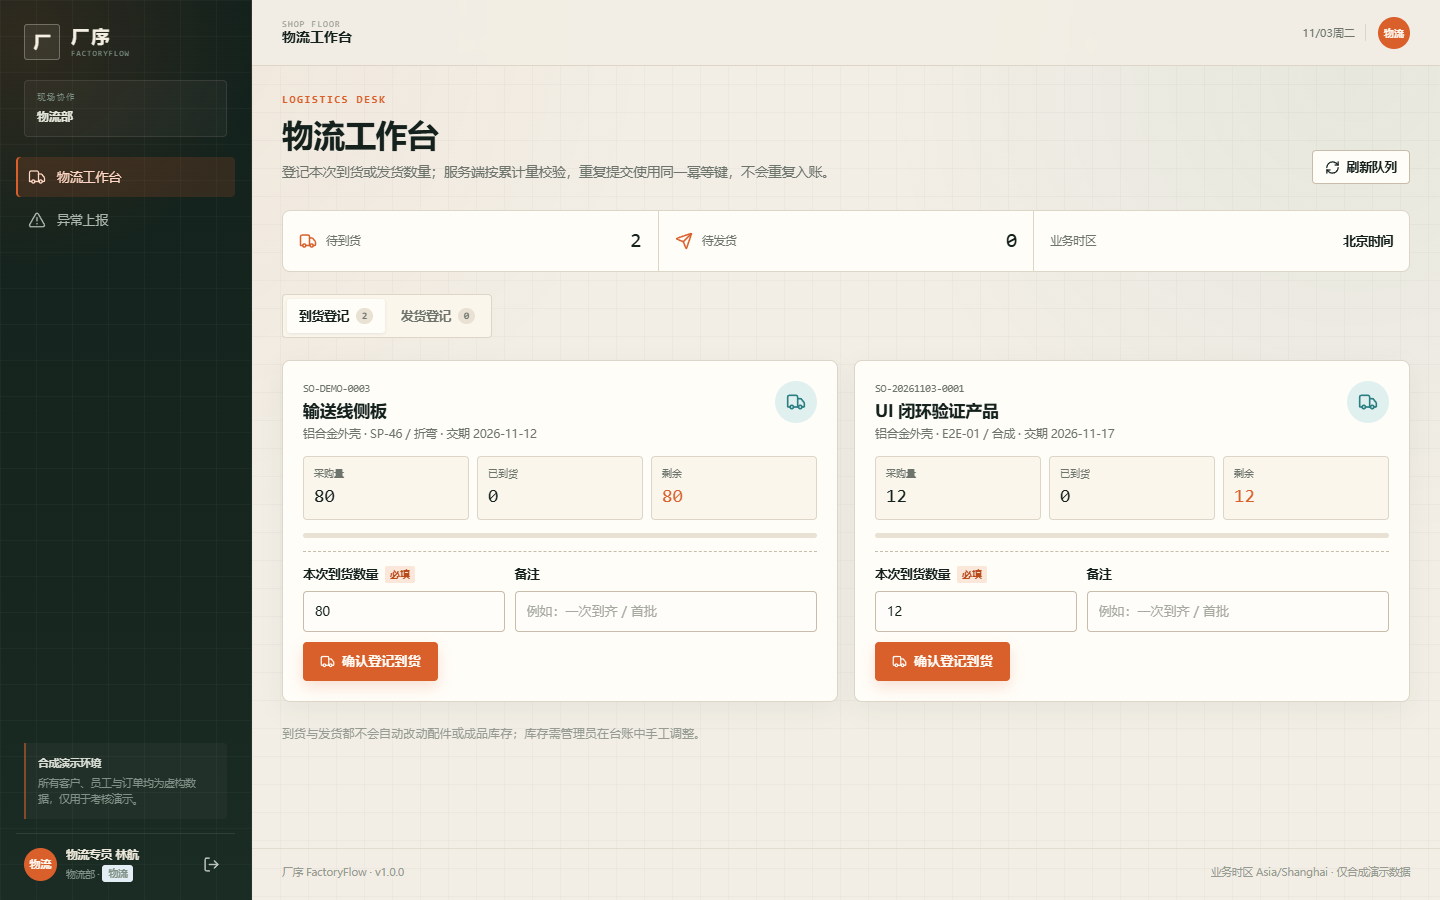 厂
厂序
FACTORYFLOW
现场协作
物流部
物流工作台
异常上报
合成演示环境
所有客户、员工与订单均为虚构数
据，仅用于考核演示。
物流
物流专员 林航
物流部 · 物流
SHOP FLOOR
物流工作台
11/03周二
物流
LOGISTICS DESK
物流工作台
登记本次到货或发货数量；服务端按累计量校验，重复提交使用同一幂等键，不会重复入账。
刷新队列
待到货 2
待发货 0
业务时区 北京时间
到货登记 2
发货登记 0
SO-DEMO-0003
输送线侧板
铝合金外壳 · SP-46 / 折弯 · 交期 2026-11-12
采购量 已到货 剩余
80 0 80
本次到货数量 必填 备注
80 例如：一次到齐 / 首批
确认登记到货
SO-20261103-0001
UI 闭环验证产品
铝合金外壳 · E2E-01 / 合成 · 交期 2026-11-17
采购量 已到货 剩余
12 0 12
本次到货数量 必填 备注
12 例如：一次到齐 / 首批
确认登记到货
到货与发货都不会自动改动配件或成品库存；库存需管理员在台账中手工调整。
厂序 FactoryFlow · v1.0.0
业务时区 Asia/Shanghai · 仅合成演示数据